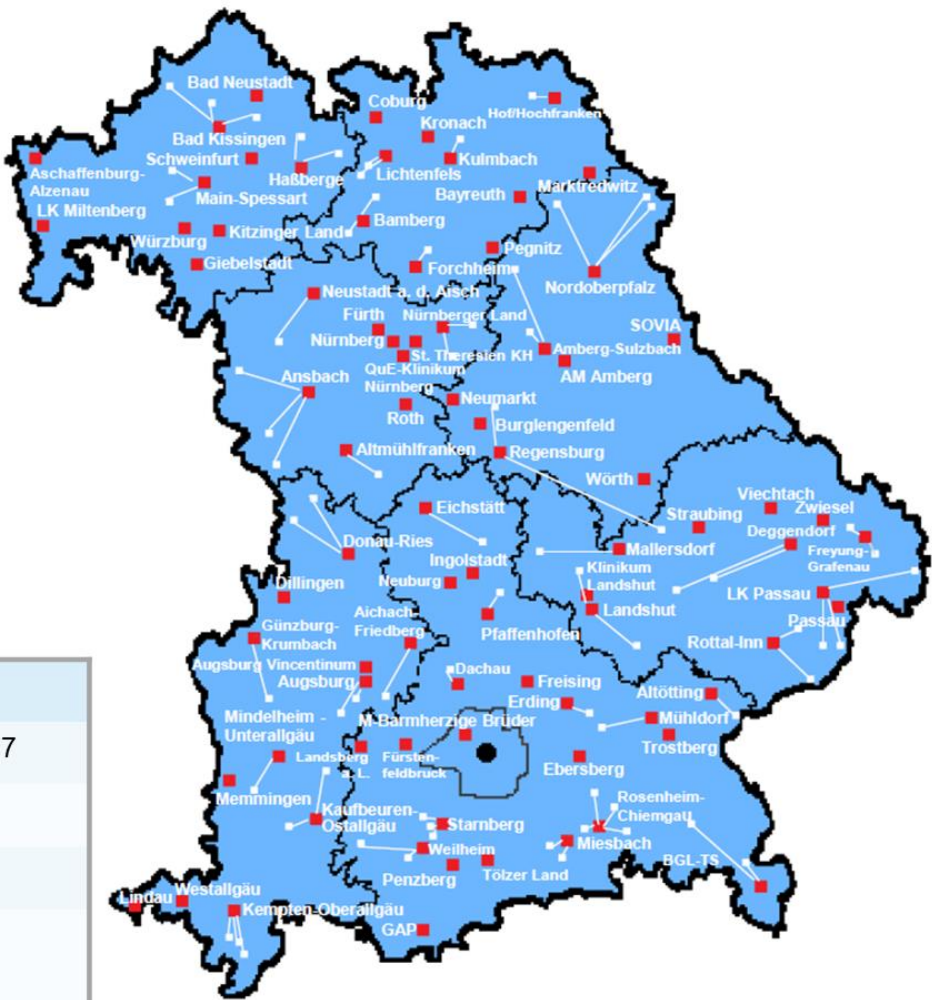 Bad Neustadt
Coburg
Hof/Hochfranken
Kronach
Bad Kissingen
Schweinfurt
Kulmbach
Aschaffenburg-
Alzenau
Haßberge
Lichtenfels
Marktredwitz
Main-Spessart
Bayreuth
LK Miltenberg
Bamberg
Würzburg
Kitzinger Land
Pegnitz
Giebelstadt
Forchheim
Nordoberpfalz
Neustadt a. d. Aisch
Fürth
Nürnberger Land
SOVIA
Nürnberg
St. Theresien KH
Amberg-Sulzbach
QuE-Klinikum
Nürnberg
AM Amberg
Ansbach
Neumarkt
Roth
Burglengenfeld
Altmühlfranken
Regensburg
Wörth
Viechtach
Eichstätt
Zwiesel
Straubing
Deggendorf
Donau-Ries
Mallersdorf
Freyung-
Grafenau
Ingolstadt
Klinikum
Landshut
Neuburg
Dillingen
LK Passau
Landshut
Aichach-
Friedberg
Passau
Günzburg-
Krumbach
Pfaffenhofen
Rottal-Inn
Augsburg Vincentinum
Augsburg
Dachau
Freising
Altötting
Erding
Mindelheim -
Unterallgäu
M-Barmherzige Brüder
Mühldorf
Trostberg
7
Landsberg
a. L.
Fürsten-
feldbruck
Ebersberg
Memmingen
Rosenheim-
Chiemgau
Kaufbeuren-
Ostallgäu
Starnberg
Miesbach
Weilheim
BGL-TS
Penzberg
Tölzer Land
Lindau
Westallgäu
Kempten-Oberallgäu
GAP